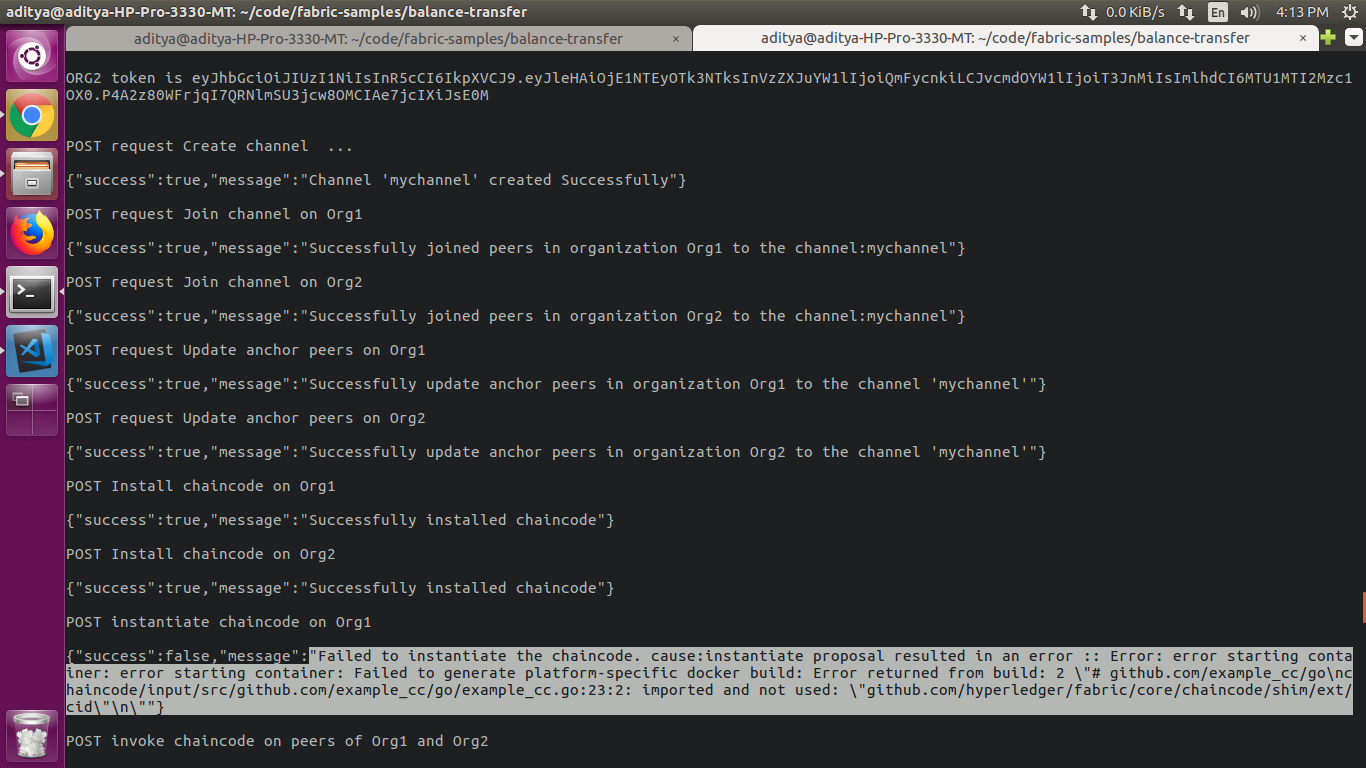 aditya@aditya-HP-Pro-3330-MT: ~/code/fabric-samples/balance-transfer
0.0 KiB/s En 4:13 PM
aditya@aditya-HP-Pro-3330-MT: ~/code/fabric-samples/balance-transfer × aditya@aditya-HP-Pro-3330-MT: ~/code/fabric-samples/balance-transfer ×
ORG2 token is eyJhbGciOiJIUzI1NiIsInR5cCI6IkpXVCJ9.eyJleHAiOjE1NTEyOTk3NTksInVzZXJuYW1lIjoiQmFycnkiLCJvcmdOYW1lIjoiT3JnMiIsImlhdCI6MTU1MTI2Mzc1
OX0.P4A2z80WFrjqI7QRNlmSU3jcw8OMCIAe7jcIXiJsE0M
POST request Create channel  ...
{"success":true,"message":"Channel 'mychannel' created Successfully"}
POST request Join channel on Org1
{"success":true,"message":"Successfully joined peers in organization Org1 to the channel:mychannel"}
POST request Join channel on Org2
{"success":true,"message":"Successfully joined peers in organization Org2 to the channel:mychannel"}
POST request Update anchor peers on Org1
{"success":true,"message":"Successfully update anchor peers in organization Org1 to the channel 'mychannel'"}
POST request Update anchor peers on Org2
{"success":true,"message":"Successfully update anchor peers in organization Org2 to the channel 'mychannel'"}
POST Install chaincode on Org1
{"success":true,"message":"Successfully installed chaincode"}
POST Install chaincode on Org2
{"success":true,"message":"Successfully installed chaincode"}
POST instantiate chaincode on Org1
{"success":false,"message":"Failed to instantiate the chaincode. cause:instantiate proposal resulted in an error :: Error: error starting conta
iner: error starting container: Failed to generate platform-specific docker build: Error returned from build: 2 \"# github.com/example_cc/go\nc
haincode/input/src/github.com/example_cc/go/example_cc.go:23:2: imported and not used: \"github.com/hyperledger/fabric/core/chaincode/shim/ext/
cid\"\n\""}
POST invoke chaincode on peers of Org1 and Org2